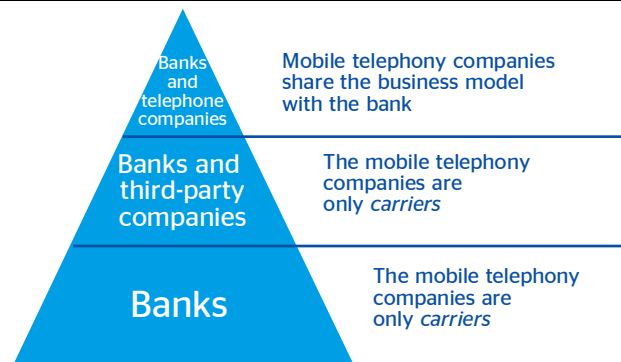 Banks
and
telephone
companies
Mobile telephony companies
share the business model
with the bank
Banks and
third-party
companies
The mobile telephony
companies are
only carriers
Banks
The mobile telephony
companies are
only carriers